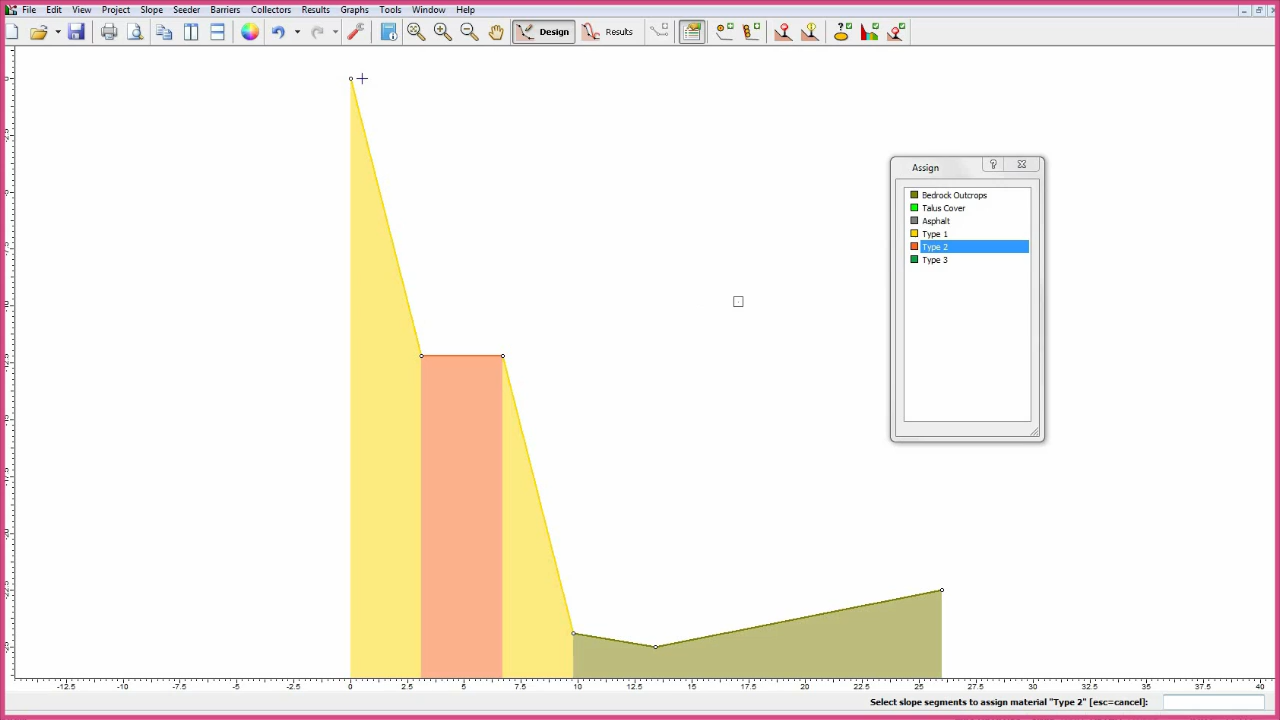 File Edit View Project Slope Seeder Barriers Collectors Results Graphs Tools Window Help
Design Results
Assign
Bedrock Outcrops
Talus Cover
Asphalt
Type 1
Type 2
Type 3
-12.5 -10 -7.5 -5 -2.5 0 2.5 5 7.5 10 12.5 15 17.5 20 22.5 25 27.5 30 32.5 35 37.5 40
Select slope segments to assign material "Type 2" [esc=cancel]: